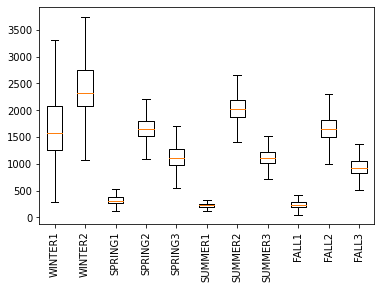 3500
3000
2500
2000
1500
1000
500
0
WINTER1
WINTER2
SPRING1
SPRING2
SPRING3
SUMMER1
SUMMER2
SUMMER3
FALL1
FALL2
FALL3